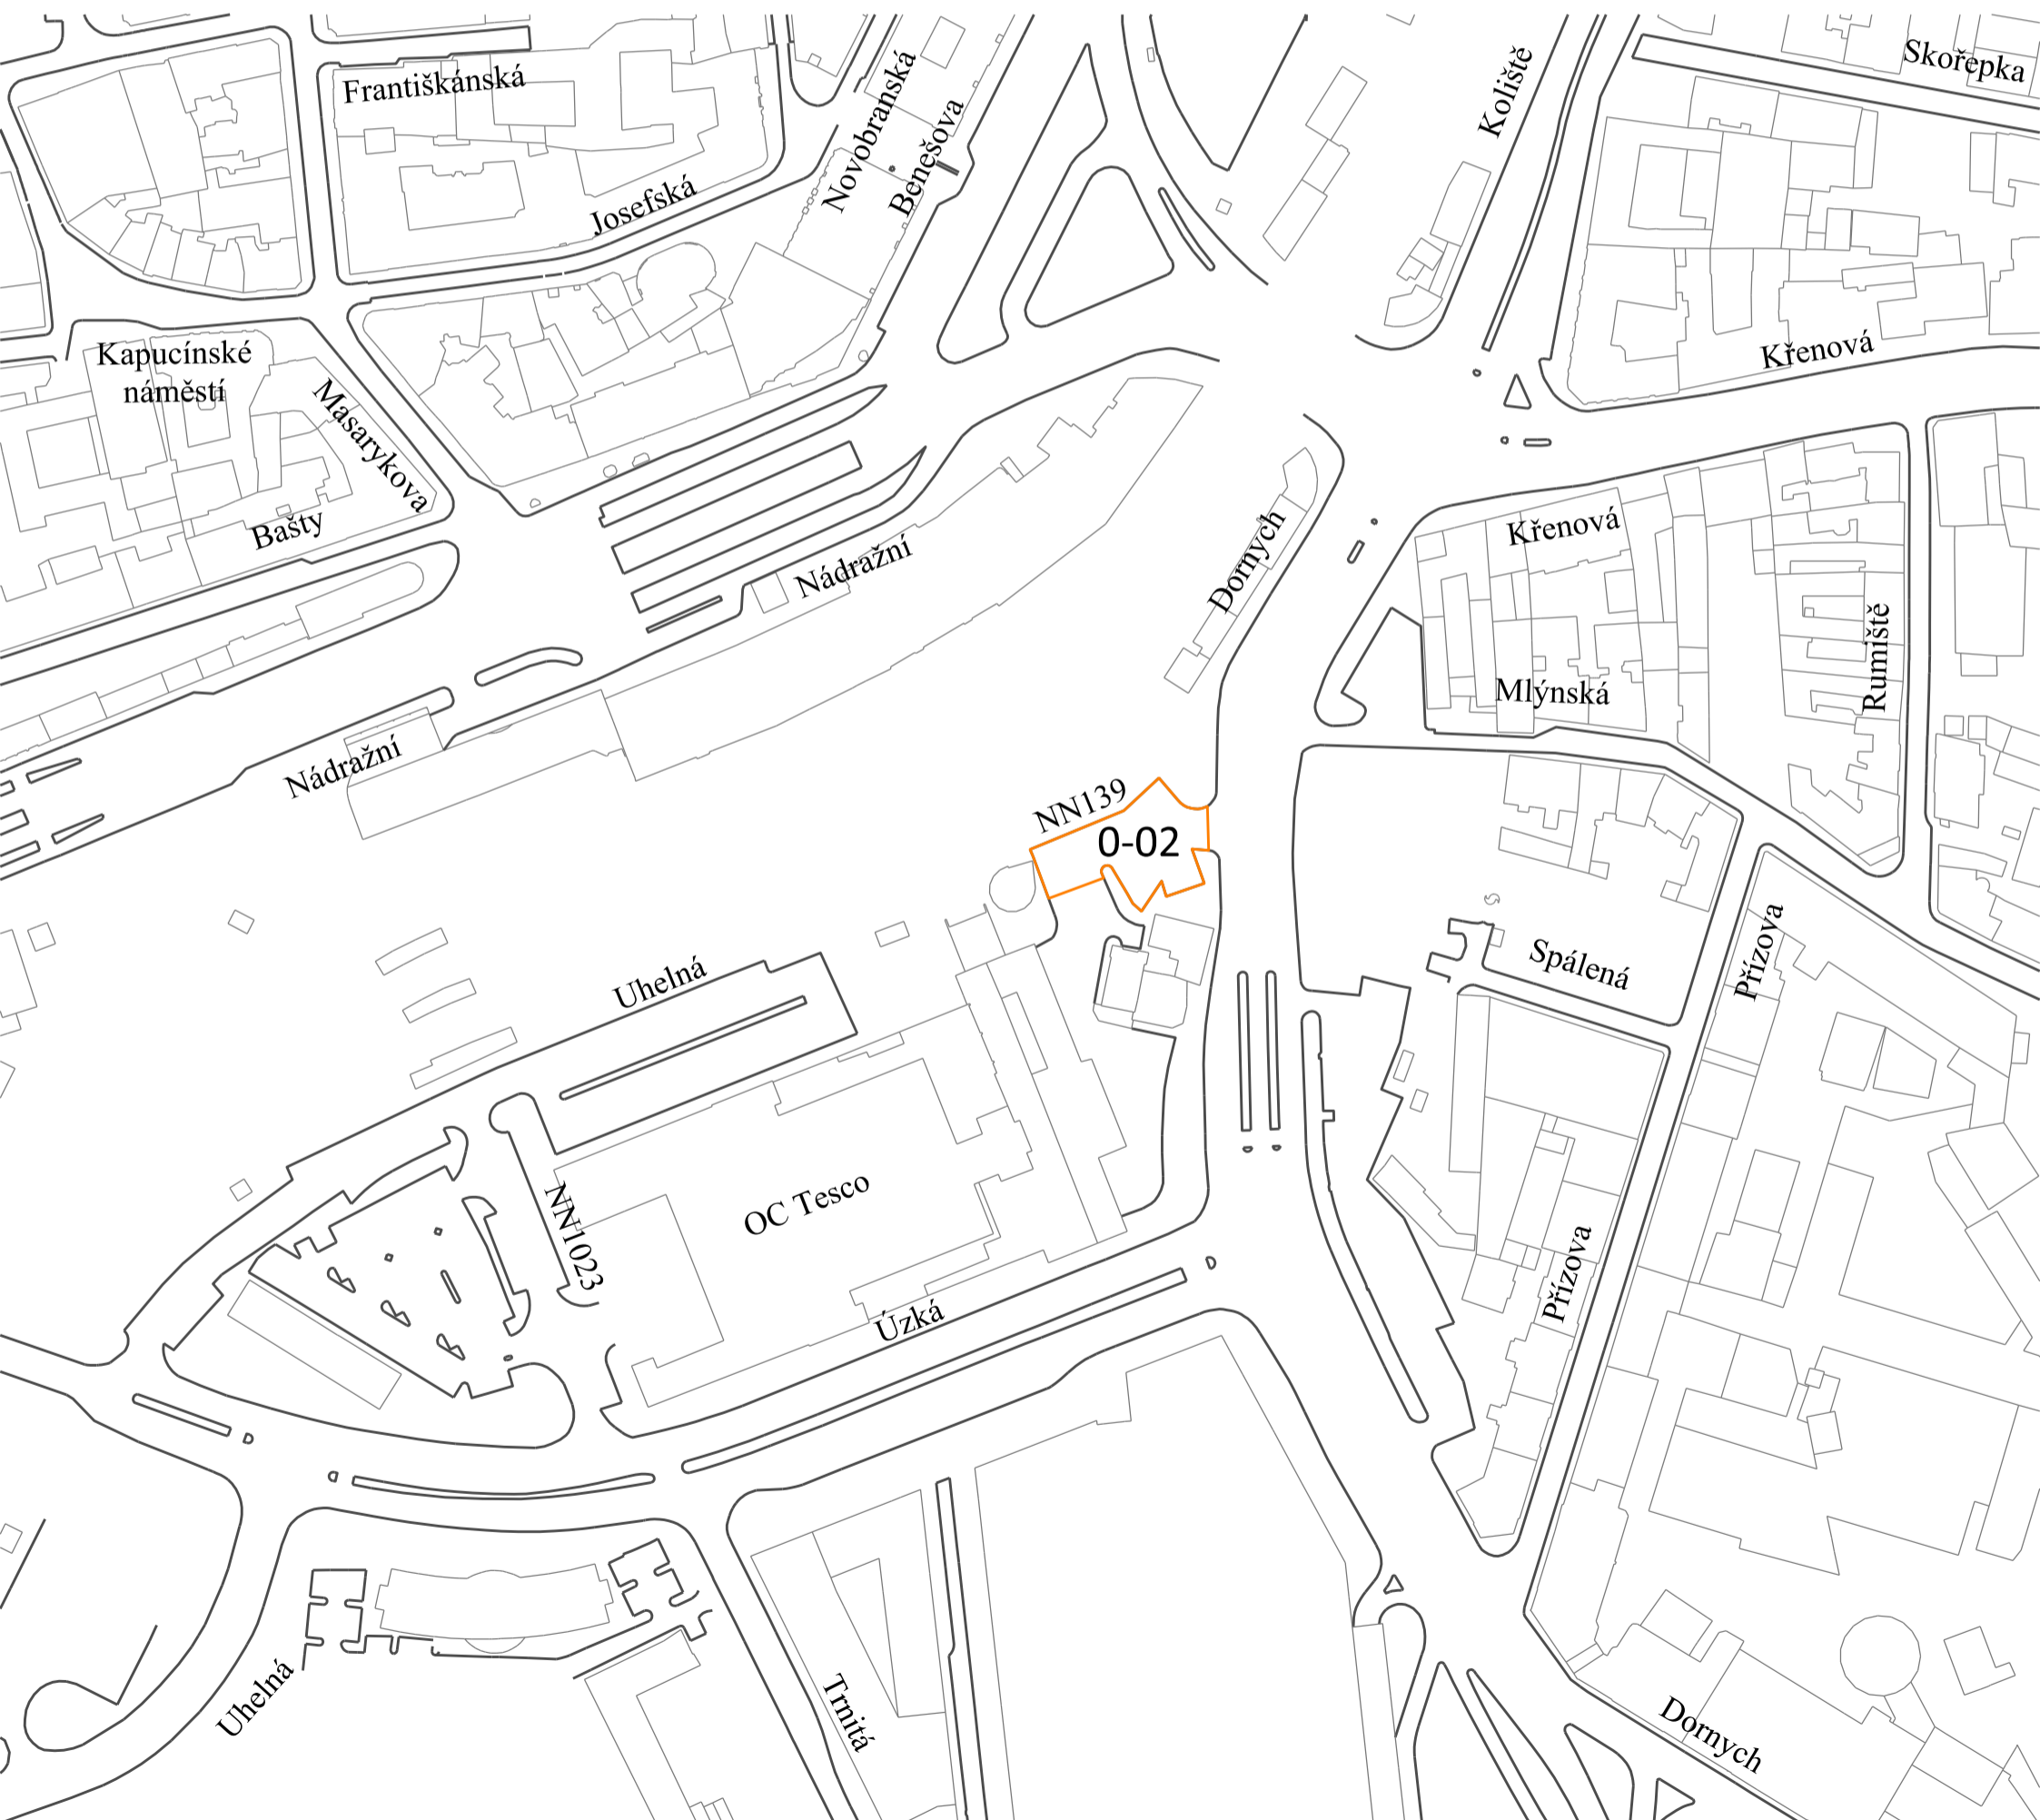 Skořepka
Františkánská
Novobranská
Koliště
Benešova
Josefská
Kapucínské
náměstí
Křenová
Masarykova
Bašty
Křenová
Nádražní
Dornych
Rumiště
Mlýnská
Nádražní
NN139
0-02
Přízova
Spálená
Uhelná
OC Tesco
NN1023
Přízova
Úzká
Uhelná
Trnitá
Dornych